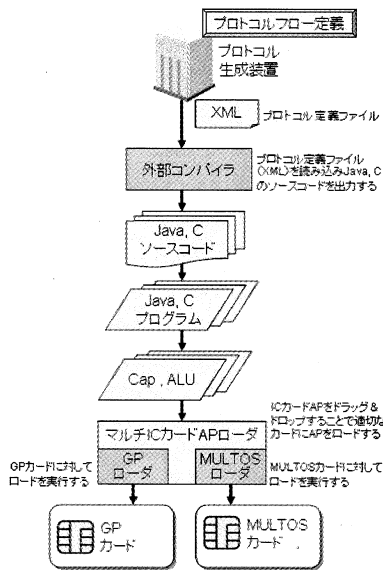 プロトコルフロー定義
プロトコル
生成装置
XML
プロトコル定義ファイル
外部コンパイラ
プロトコル定義ファイル
(XML)を読み込みJava, C
のソースコードを出力する
Java, C
ソースコード
Java, C
プログラム
Cap , ALU
ICカードAPをドラッグ&
ドロップすることで適切な
カードにAPをロードする
マルチICカードAPローダ
GPカードに対して
ロードを実行する
GP
ローダ
MULTOS
ローダ
MULTOSカードに対して
ロードを実行する
GP
カード
MULTOS
カード